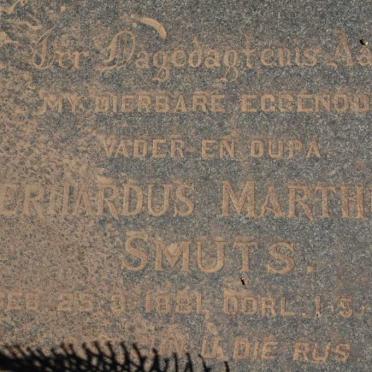 Ter Dagedagtenis Aa
MY DIERBARE EGGENOO
VADER EN OUPA
ERHARDUS MARTH
SMUTS.
GEB. 25.3.1881, OORL. 1.5.
U DIE RUS